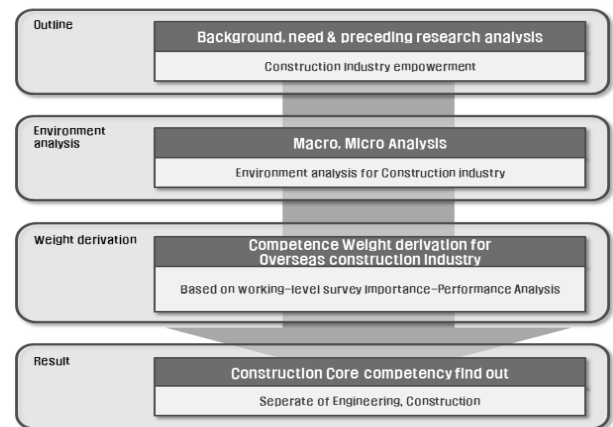 Outline
Background, need & preceding research analysis
Construction Industry empowerment
Environment
analysis
Macro, Micro Analysis
Environment analysis for Construction industry
Weight derivation
Competence Weight derivation for
Overseas construction Industry
Based on working-level survey Importance-Performance Analysis
Result
Construction Core competency find out
Seperate of Engineering, Construction